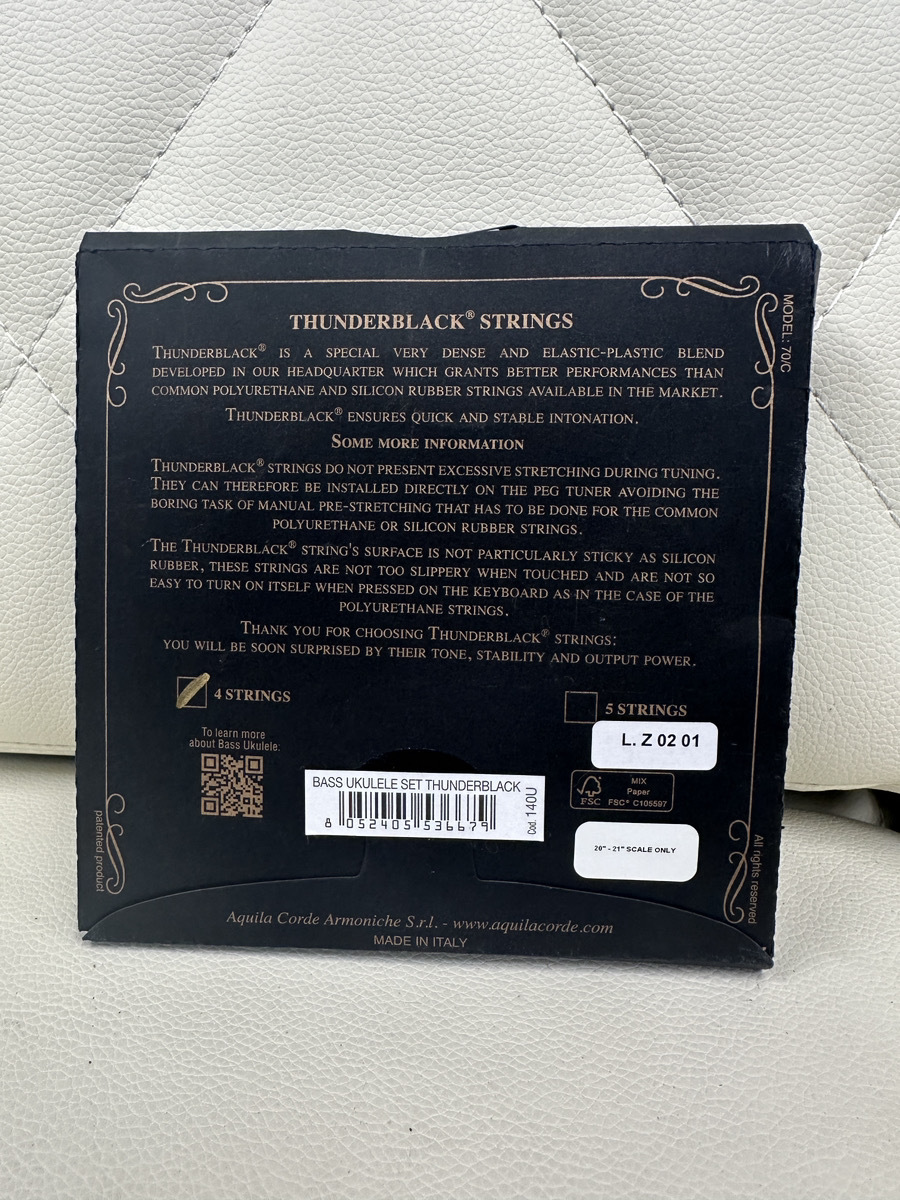 THUNDERBLACK® STRINGS
MODEL: 70/C
THUNDERBLACK® IS A SPECIAL VERY DENSE AND ELASTIC-PLASTIC BLEND
DEVELOPED IN OUR HEADQUARTER WHICH GRANTS BETTER PERFORMANCES THAN
COMMON POLYURETHANE AND SILICON RUBBER STRINGS AVAILABLE IN THE MARKET.
THUNDERBLACK® ENSURES QUICK AND STABLE INTONATION.
SOME MORE INFORMATION
THUNDERBLACK® STRINGS DO NOT PRESENT EXCESSIVE STRETCHING DURING TUNING.
THEY CAN THEREFORE BE INSTALLED DIRECTLY ON THE PEG TUNER AVOIDING THE
BORING TASK OF MANUAL PRE-STRETCHING THAT HAS TO BE DONE FOR THE COMMON
POLYURETHANE OR SILICON RUBBER STRINGS.
THE THUNDERBLACK® STRING'S SURFACE IS NOT PARTICULARLY STICKY AS SILICON
RUBBER, THESE STRINGS ARE NOT TOO SLIPPERY WHEN TOUCHED AND ARE NOT SO
EASY TO TURN ON ITSELF WHEN PRESSED ON THE KEYBOARD AS IN THE CASE OF THE
POLYURETHANE STRINGS.
THANK YOU FOR CHOOSING THUNDERBLACK® STRINGS:
YOU WILL BE SOON SURPRISED BY THEIR TONE, STABILITY AND OUTPUT POWER.
4 STRINGS
5 STRINGS
To learn more
about Bass Ukulele:
L. Z 02 01
BASS UKULELE SET THUNDERBLACK
8 052405 536679
Cod. 140U
FSC
MIX
Paper
FSC® C105597
20" - 21" SCALE ONLY
patented product
All rights reserved
Aquila Corde Armoniche S.r.l. - www.aquilacorde.com
MADE IN ITALY